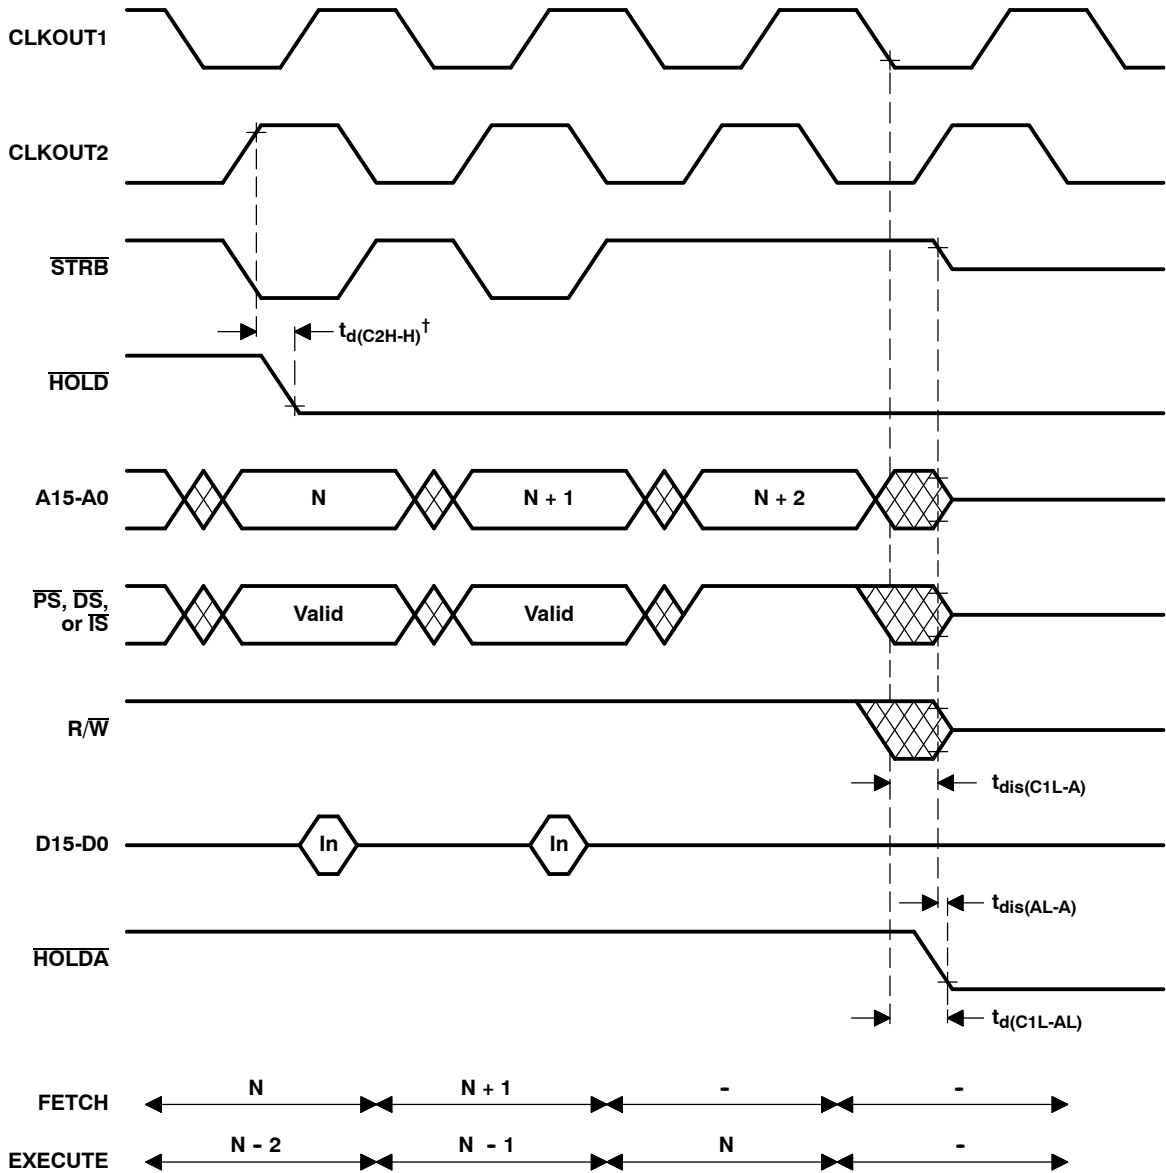 CLKOUT1
CLKOUT2
STRB
td(C2H-H)†
HOLD
A15-A0 N N + 1 N + 2
PS, DS,
or IS Valid Valid
R/W
tdis(C1L-A)
D15-D0 In In
tdis(AL-A)
HOLDA
td(C1L-AL)
FETCH N N + 1 - -
EXECUTE N - 2 N - 1 N -